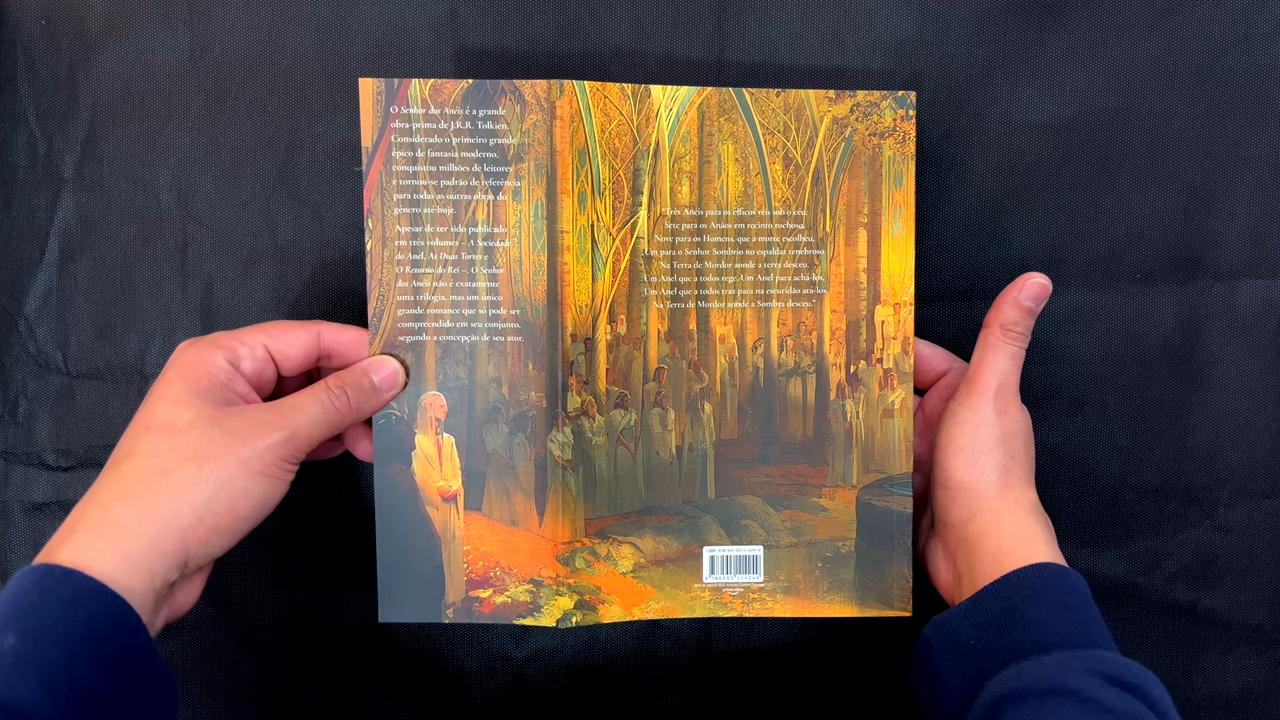 O Senhor dos Anéis é a grande
obra-prima de J.R.R. Tolkien.
Considerado o primeiro grande
épico de fantasia moderno,
conquistou milhões de leitores
e tornou-se padrão de referência
para todas as outras obras do
gênero até hoje.
Apesar de ter sido publicado
em três volumes – A Sociedade
do Anel, As Duas Torres e
O Retorno do Rei –, O Senhor
dos Anéis não é exatamente
uma trilogia, mas um único
grande romance que só pode ser
compreendido em seu conjunto,
segundo a concepção de seu ator.
"Três Anéis para os élficos reis sob o céu,
Sete para os Anãos em recinto rochoso,
Nove para os Homens, que a morte escolheu,
Um para o Senhor Sombrio no espaldar tenebroso
Na Terra de Mordor aonde a terra desceu.
Um Anel que a todos rege, Um Anel para achá-los,
Um Anel que a todos traz para na escuridão atá-los
Na Terra de Mordor aonde a Sombra desceu."
prime video